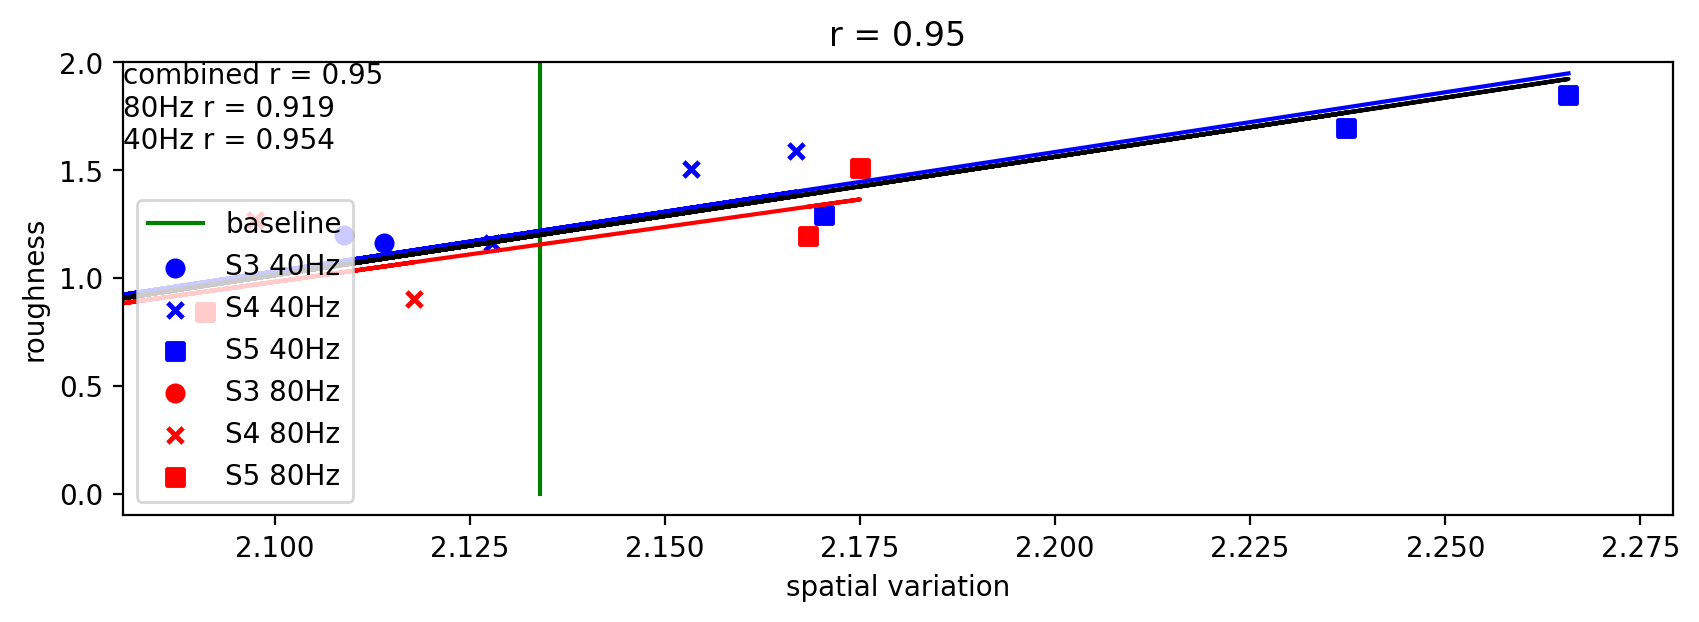 r = 0.95
combined r = 0.95
80Hz r = 0.919
40Hz r = 0.954
2.0
1.5
1.0
0.5
0.0
roughness
baseline
S3 40Hz
S4 40Hz
S5 40Hz
S3 80Hz
S4 80Hz
S5 80Hz
2.100 2.125 2.150 2.175 2.200 2.225 2.250 2.275
spatial variation